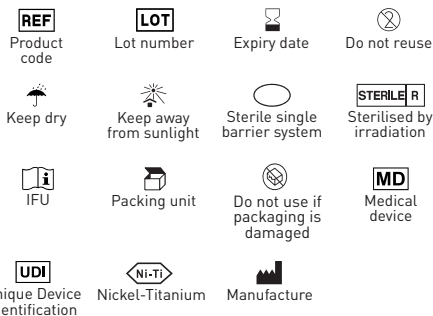 REF LOT
Product Lot number Expiry date Do not reuse
code
STERILE R
Keep dry Keep away Sterile single Sterilised by
from sunlight barrier system irradiation
i MD
IFU Packing unit Do not use if Medical
packaging is device
damaged
UDI Ni-Ti
nique Device Nickel-Titanium Manufacture
entification